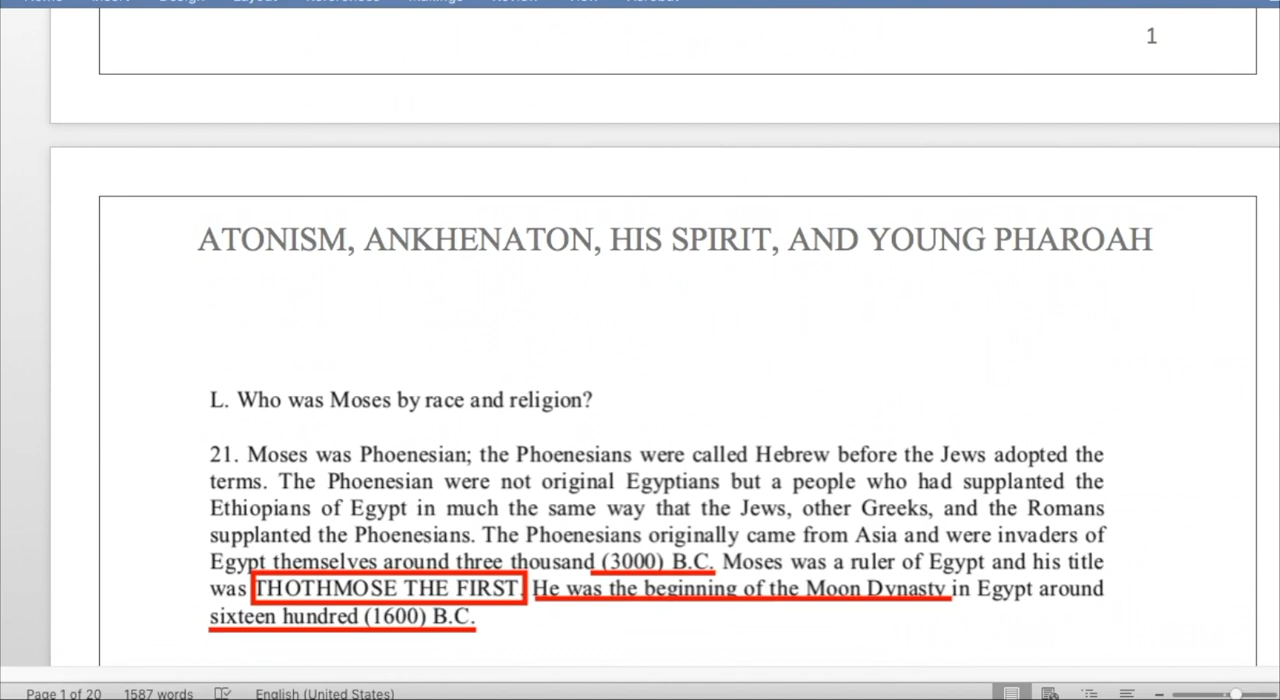 1
ATONISM, ANKHENATON, HIS SPIRIT, AND YOUNG PHAROAH
L. Who was Moses by race and religion?
21. Moses was Phoenesian; the Phoenesians were called Hebrew before the Jews adopted the
terms. The Phoenesian were not original Egyptians but a people who had supplanted the
Ethiopians of Egypt in much the same way that the Jews, other Greeks, and the Romans
supplanted the Phoenesians. The Phoenesians originally came from Asia and were invaders of
Egypt themselves around three thousand (3000) B.C. Moses was a ruler of Egypt and his title
was THOTHMOSE THE FIRST. He was the beginning of the Moon Dynasty in Egypt around
sixteen hundred (1600) B.C.
Page 1 of 20 1587 words English (United States)